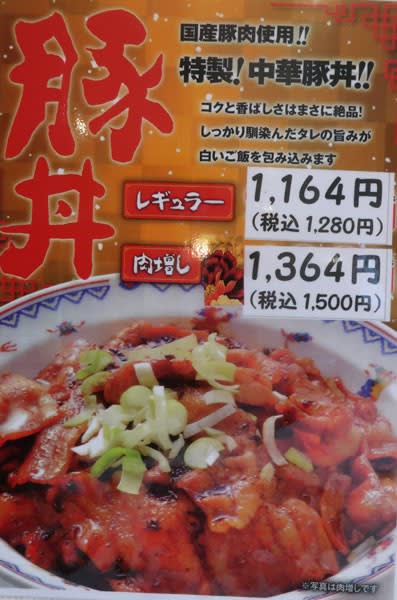 豚丼
国産豚肉使用!!
特製!中華豚丼!!
コクと香ばしさはまさに絶品!
しっかり馴染んだタレの旨みが
白いご飯を包み込みます
レギュラー
1,164円
(税込1,280円)
肉増し
1,364円
(税込1,500円)
※写真は肉増しです